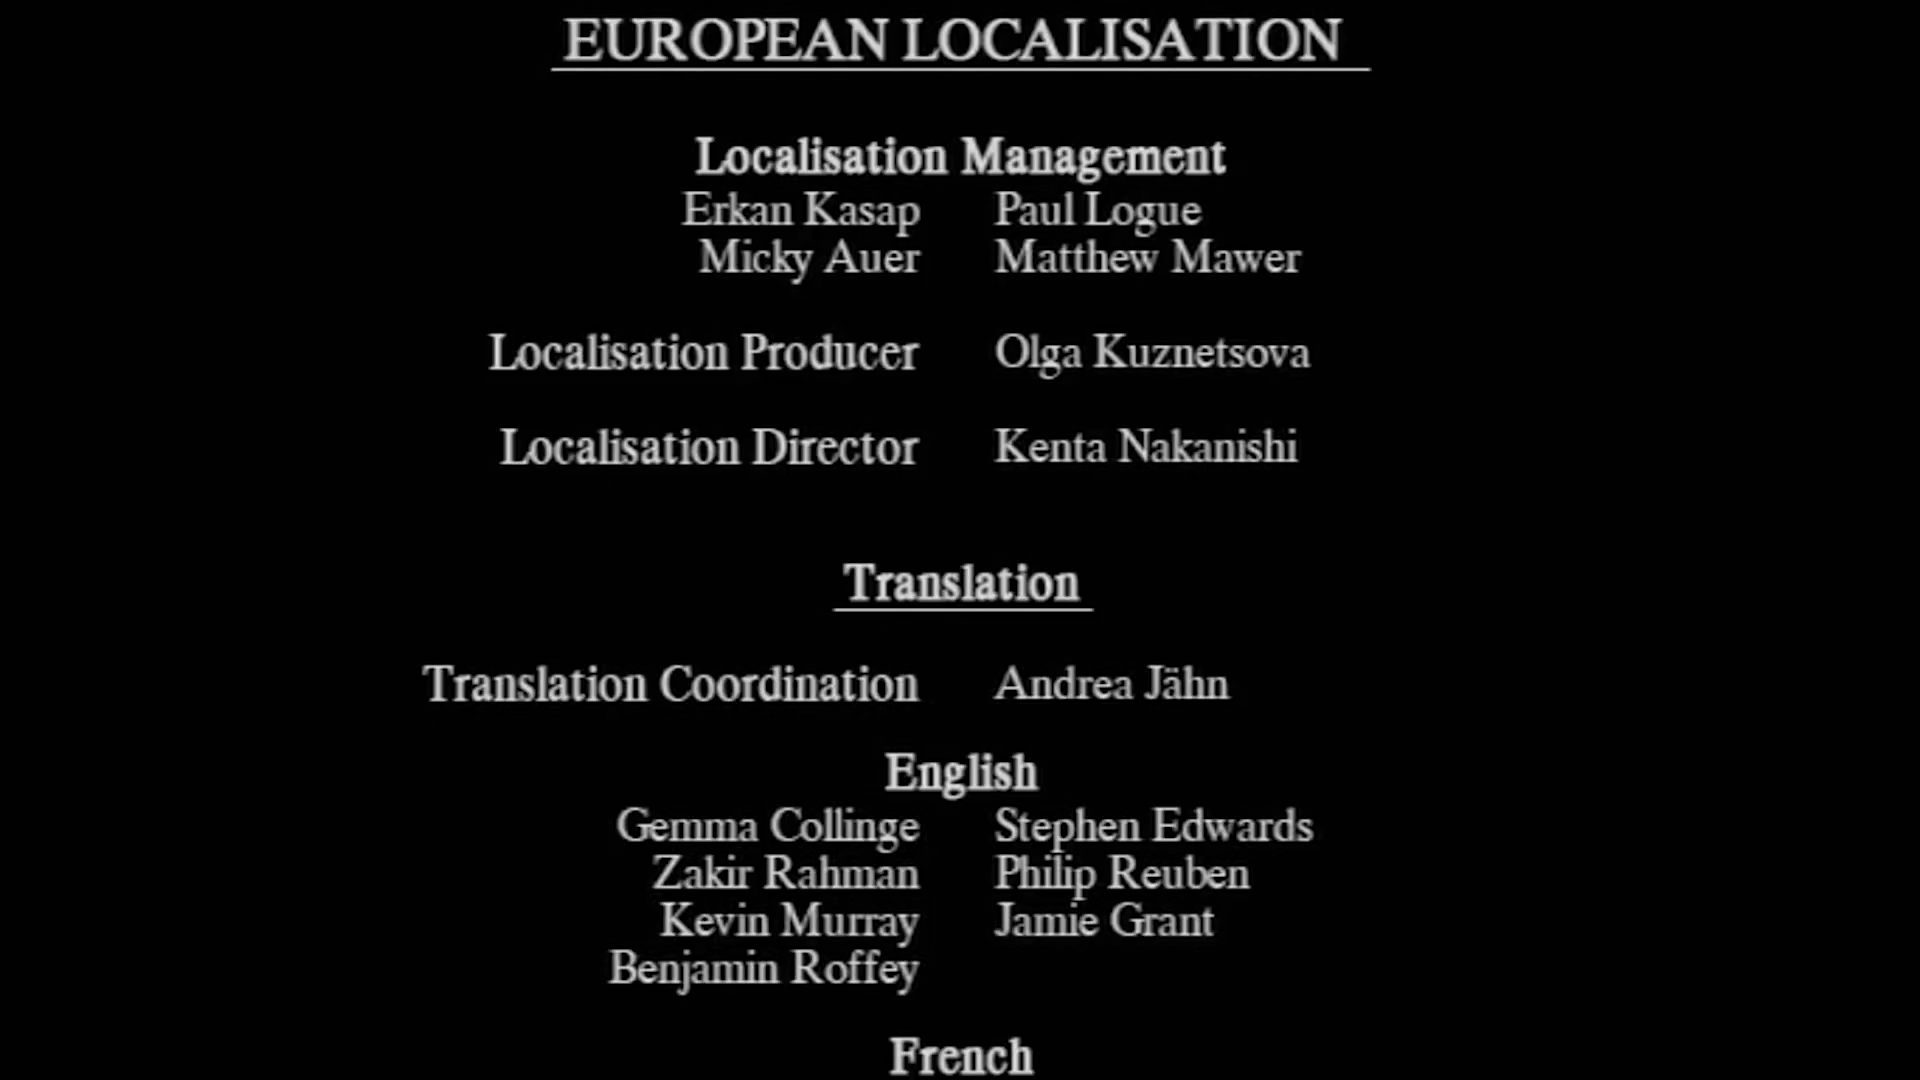 EUROPEAN LOCALISATION
Localisation Management
Erkan Kasap Paul Logue
Micky Auer Matthew Mawer
Localisation Producer Olga Kuznetsova
Localisation Director Kenta Nakanishi
Translation
Translation Coordination Andrea Jähn
English
Gemma Collinge Stephen Edwards
Zakir Rahman Philip Reuben
Kevin Murray Jamie Grant
Benjamin Roffey
French